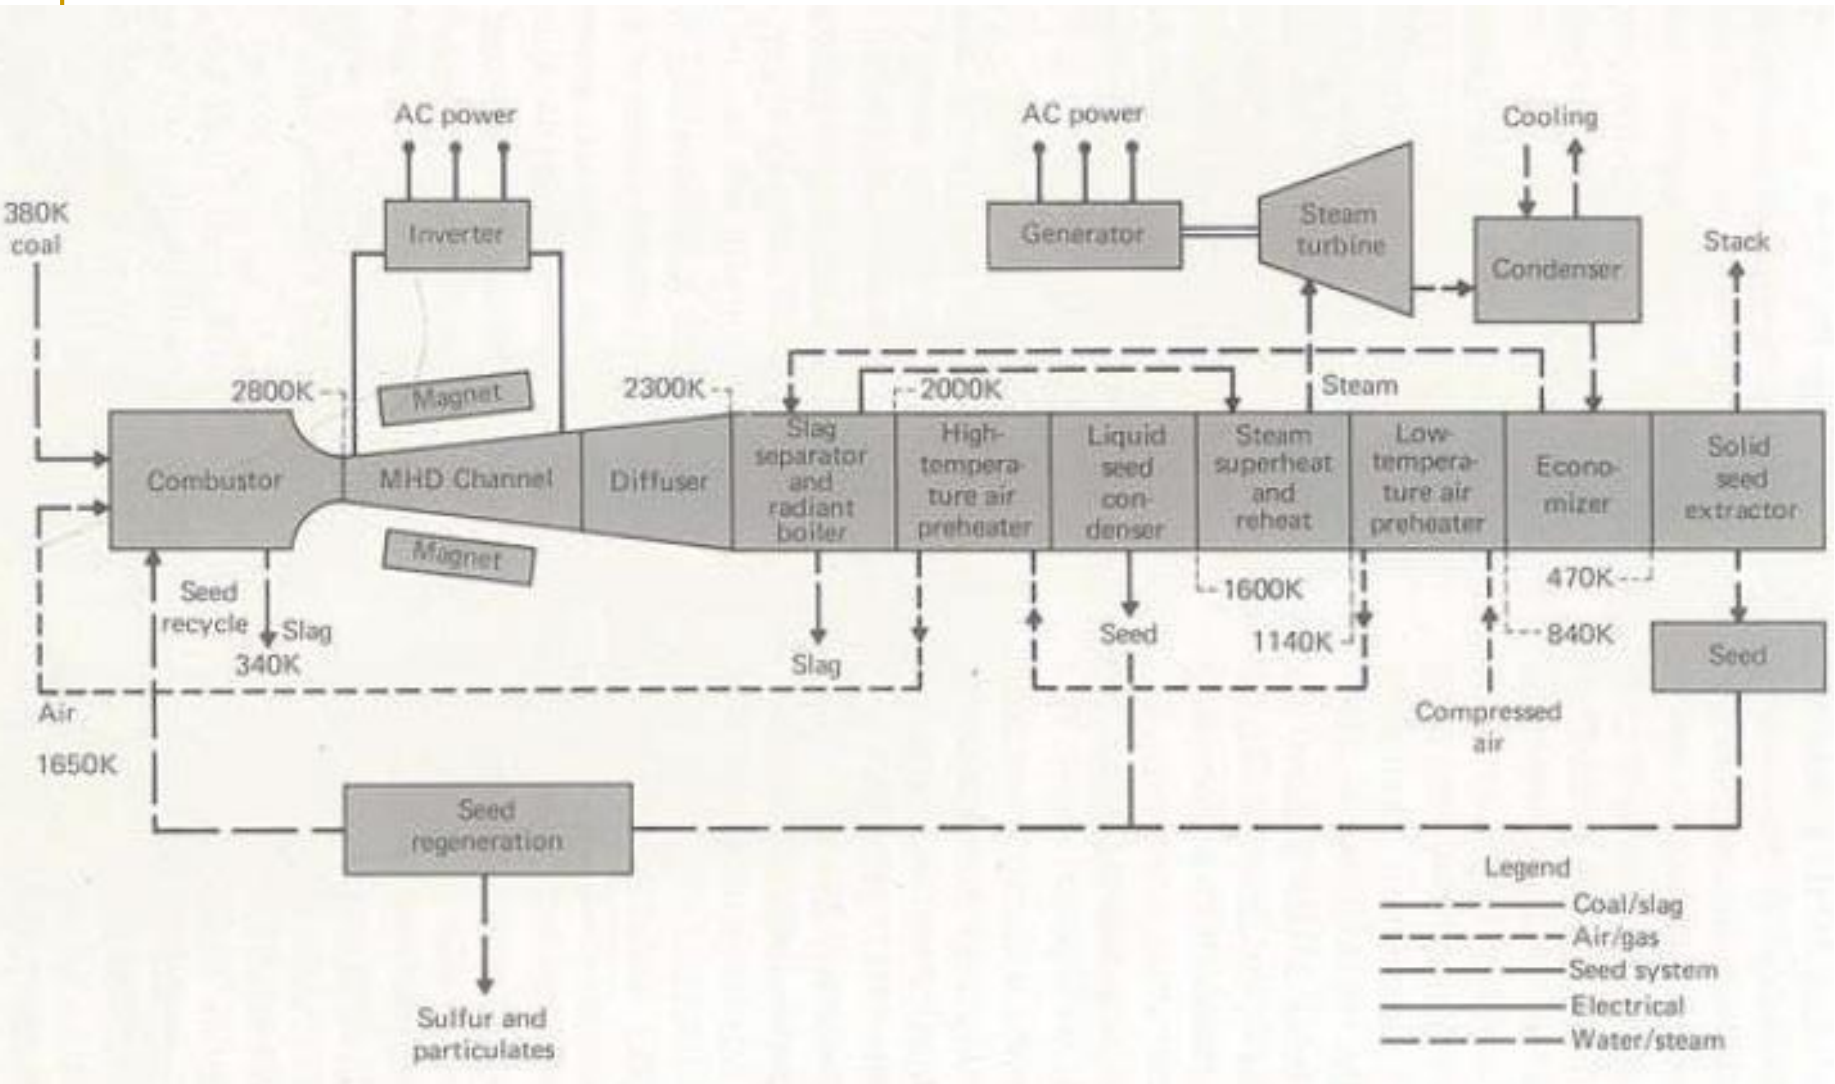 AC power
AC power
Cooling
380K
coal
Inverter
Generator
Steam
turbine
Condenser
Stack
2800K
Magnet
2300K
2000K
Steam
Combustor
MHD Channel
Diffuser
Slag
separator
and
radiant
boiler
High-
tempera-
ture air
preheater
Liquid
seed
con-
denser
Steam
superheat
and
reheat
Low-
tempera-
ture air
preheater
Econo-
mizer
Solid
seed
extractor
Magnet
Seed
recycle
Slag
340K
Slag
Seed
1600K
1140K
470K
840K
Seed
Air
1650K
Compressed
air
Seed
regeneration
Sulfur and
particulates
Legend
Coal/slag
Air/gas
Seed system
Electrical
Water/steam